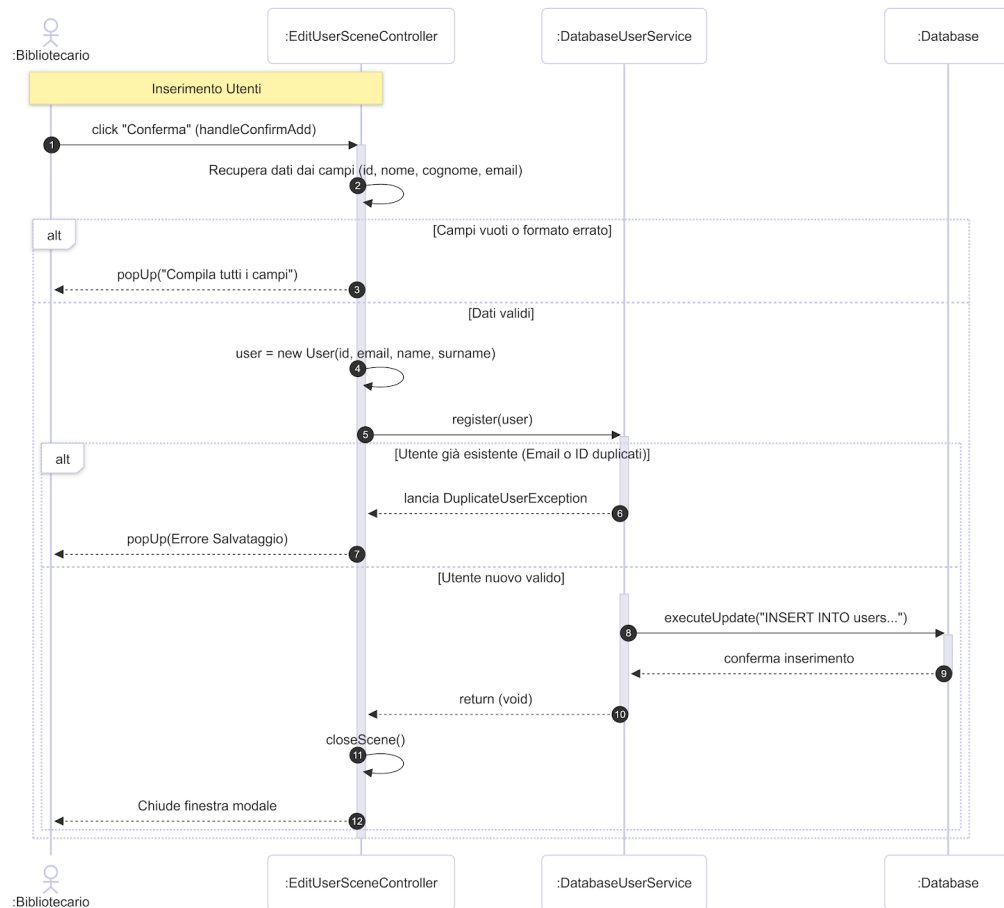 :Bibliotecario
:EditUserSceneController
:DatabaseUserService
:Database
Inserimento Utenti
click "Conferma" (handleConfirmAdd)
1
Recupera dati dai campi (id, nome, cognome, email)
2
alt
[Campi vuoti o formato errato]
popUp("Compila tutti i campi")
3
[Dati validi]
user = new User(id, email, name, surname)
4
register(user)
5
alt
[Utente già esistente (Email o ID duplicati)]
lancia DuplicateUserException
6
popUp(Errore Salvataggio)
7
[Utente nuovo valido]
executeUpdate("INSERT INTO users...")
8
conferma inserimento
9
return (void)
10
closeScene()
11
Chiude finestra modale
12
:Bibliotecario
:EditUserSceneController
:DatabaseUserService
:Database